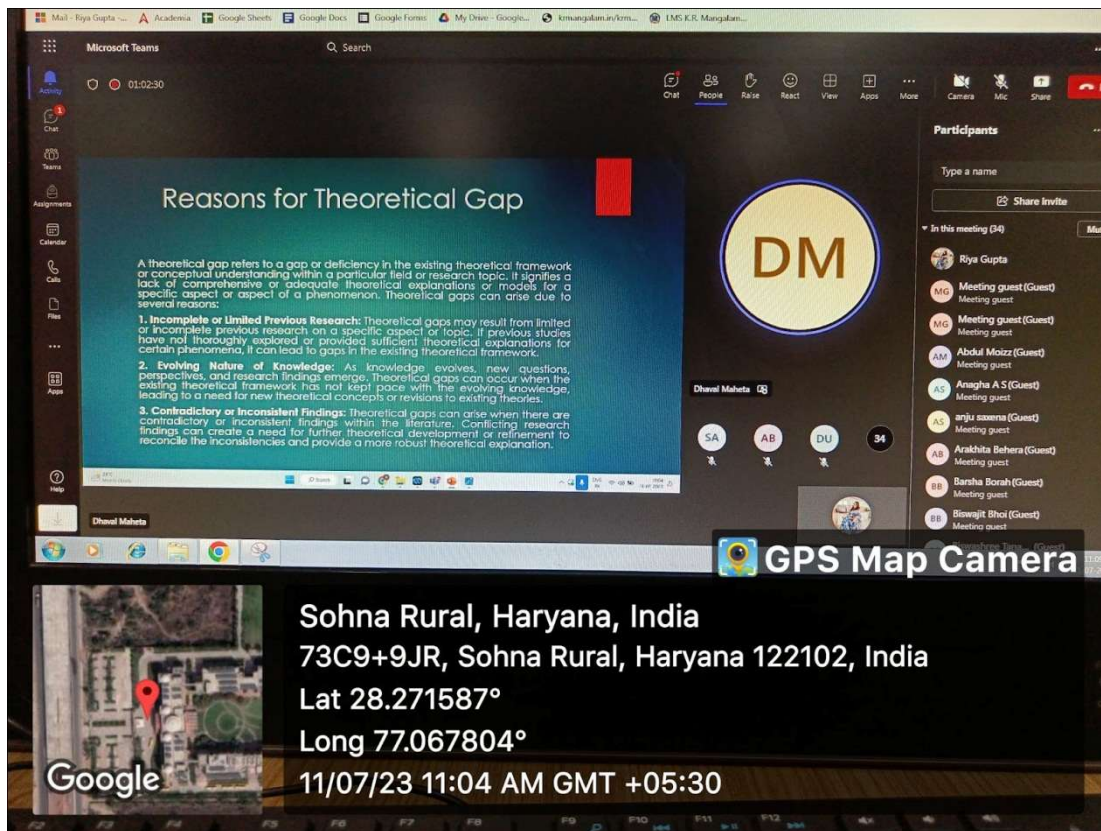 Mail - Riya Gupta -... Academia Google Sheets Google Docs Google Forms My Drive - Google... krmangalam.in/krm... LMS K.R. Mangalam...
Microsoft Teams
Search
01:02:30
Chat People Raise React View Apps More Camera Mic Share
Activity
Chat
Teams
Assignments
Calendar
Calls
Files
Apps
Help
Reasons for Theoretical Gap
A theoretical gap refers to a gap or deficiency in the existing theoretical framework
or conceptual understanding within a particular field or research topic. It signifies a
lack of comprehensive or adequate theoretical explanations or models for a
specific aspect or aspect of a phenomenon. Theoretical gaps can arise due to
several reasons:
1. Incomplete or Limited Previous Research: Theoretical gaps may result from limited
or incomplete previous research on a specific aspect or topic. If previous studies
have not thoroughly explored or provided sufficient theoretical explanations for
certain phenomena, it can lead to gaps in the existing theoretical framework.
2. Evolving Nature of Knowledge: As knowledge evolves, new questions,
perspectives, and research findings emerge. Theoretical gaps can occur when the
existing theoretical framework has not kept pace with the evolving knowledge,
leading to a need for new theoretical concepts or revisions to existing theories.
3. Contradictory or Inconsistent Findings: Theoretical gaps can arise when there are
contradictory or inconsistent findings within the literature. Conflicting research
findings can create a need for further theoretical development or refinement to
reconcile the inconsistencies and provide a more robust theoretical explanation.
Dhaval Maheta
DM
Dhaval Maheta
SA AB DU 34
Participants
Type a name
Share Invite
In this meeting (34)
Riya Gupta
MG Meeting guest (Guest)
Meeting guest
MG Meeting guest (Guest)
Meeting guest
AM Abdul Moizz (Guest)
Meeting guest
AS Anagha A S (Guest)
Meeting guest
AS anju saxena (Guest)
Meeting guest
AB Arakhita Behera (Guest)
Meeting guest
BB Barsha Borah (Guest)
Meeting guest
BB Biswajit Bhoi (Guest)
Meeting guest
GPS Map Camera
Sohna Rural, Haryana, India
73C9+9JR, Sohna Rural, Haryana 122102, India
Lat 28.271587°
Long 77.067804°
11/07/23 11:04 AM GMT +05:30
Google
F2 F3 F4 F5 F6 F7 F8 F9 F10 F11 F12